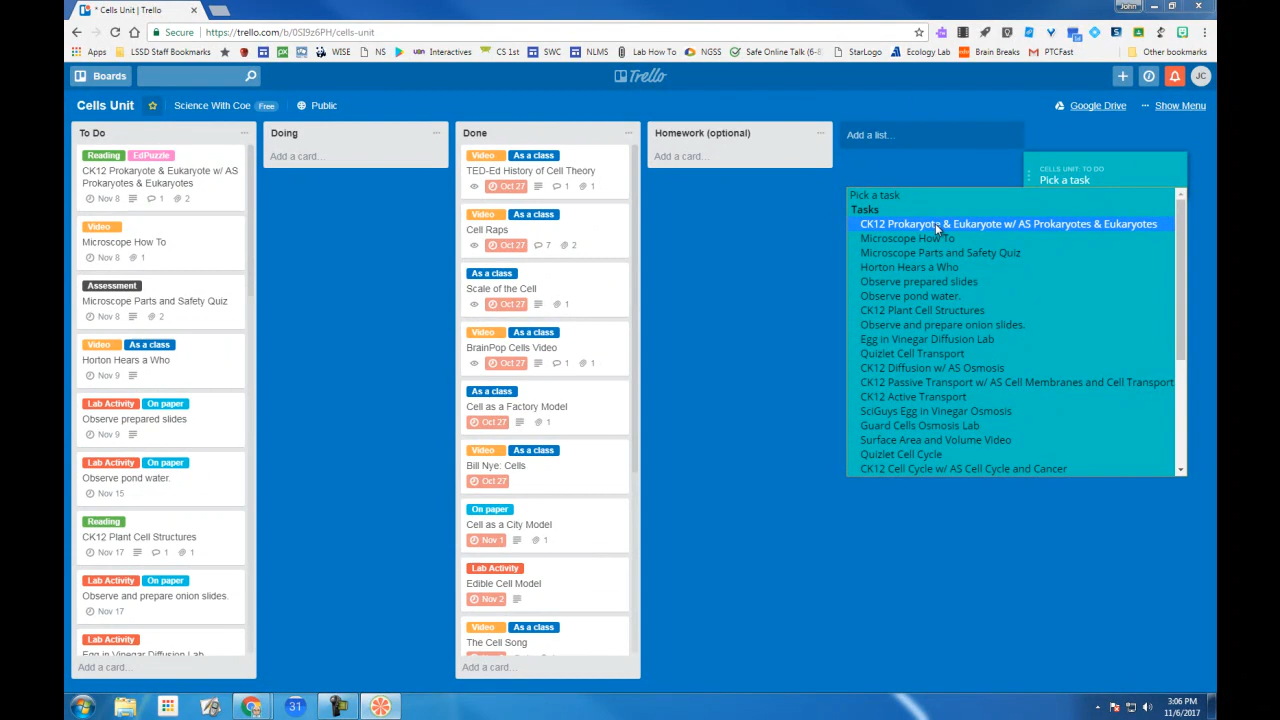 John
* Cells Unit | Trello
Secure
https://trello.com/b/0SI9z6PH/cells-unit
Apps
LSSD Staff Bookmarks
WISE
NS
Interactives
CS 1st
SWC
NLMS
Lab How To
NGSS
Safe Online Talk (6-8
StarLogo
Ecology Lab
Brain Breaks
PTCFast
Other bookmarks
Boards
Trello
JC
Cells Unit
Science With Coe Free
Public
Google Drive
Show Menu
To Do
Reading EdPuzzle
CK12 Prokaryote & Eukaryote w/ AS
Prokaryotes & Eukaryotes
Nov 8 1 2
Video
Microscope How To
Nov 8 1
Assessment
Microscope Parts and Safety Quiz
Nov 8 2
Video As a class
Horton Hears a Who
Nov 9
Lab Activity On paper
Observe prepared slides
Nov 9
Lab Activity On paper
Observe pond water.
Nov 15
Reading
CK12 Plant Cell Structures
Nov 17 1 1
Lab Activity On paper
Observe and prepare onion slides.
Nov 17
Lab Activity
Egg in Vinegar Diffusion Lab
Add a card...
Doing
Add a card...
Done
Video As a class
TED-Ed History of Cell Theory
Oct 27 1 1
Video As a class
Cell Raps
Oct 27 7 2
As a class
Scale of the Cell
Oct 27 1
Video As a class
BrainPop Cells Video
Oct 27 1 1
As a class
Cell as a Factory Model
Oct 27 1
Video As a class
Bill Nye: Cells
Oct 27
On paper
Cell as a City Model
Nov 1 1
Lab Activity
Edible Cell Model
Nov 2
Video As a class
The Cell Song
Add a card...
Homework (optional)
Add a card...
Add a list...
CELLS UNIT: TO DO
Pick a task
Pick a task
Tasks
CK12 Prokaryote & Eukaryote w/ AS Prokaryotes & Eukaryotes
Microscope How To
Microscope Parts and Safety Quiz
Horton Hears a Who
Observe prepared slides
Observe pond water.
CK12 Plant Cell Structures
Observe and prepare onion slides.
Egg in Vinegar Diffusion Lab
Quizlet Cell Transport
CK12 Diffusion w/ AS Osmosis
CK12 Passive Transport w/ AS Cell Membranes and Cell Transport
CK12 Active Transport
SciGuys Egg in Vinegar Osmosis
Guard Cells Osmosis Lab
Surface Area and Volume Video
Quizlet Cell Cycle
CK12 Cell Cycle w/ AS Cell Cycle and Cancer
31
3:06 PM
11/6/2017